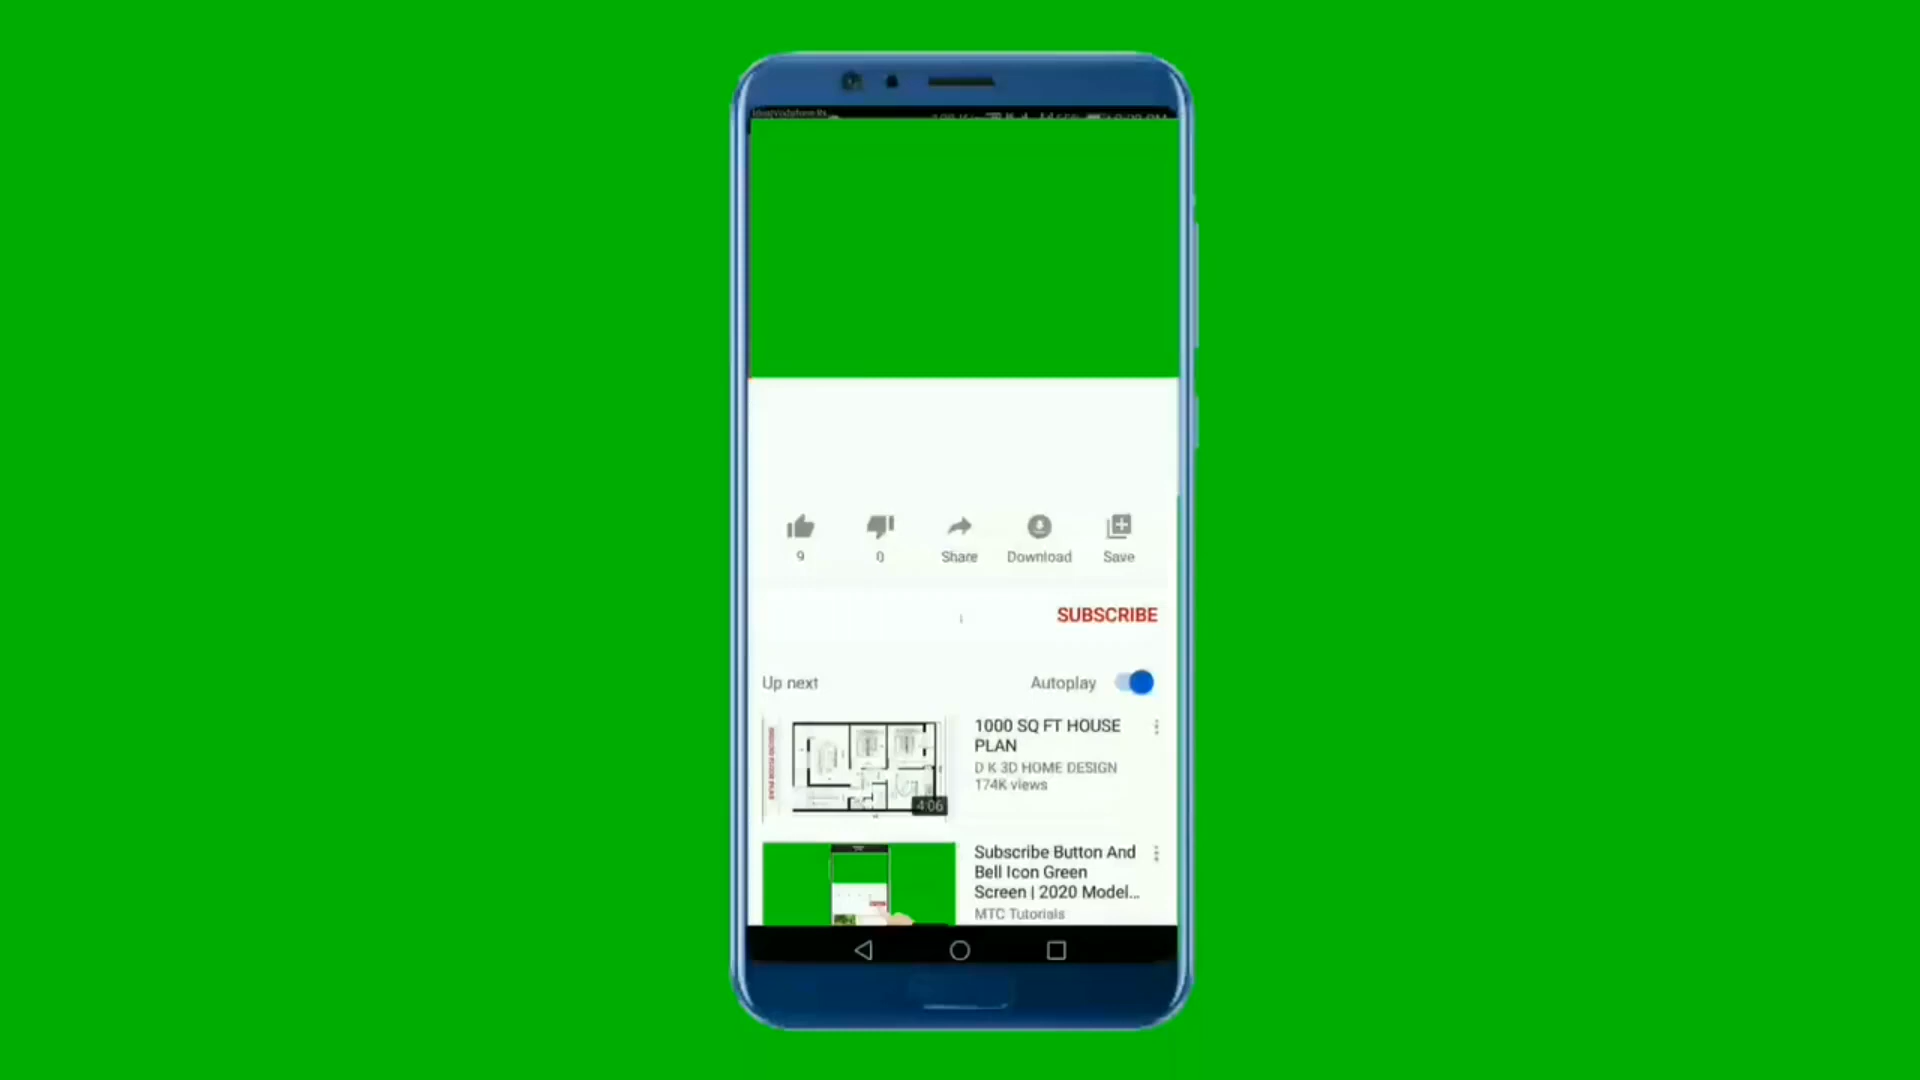 9
0
Share
Download
Save
SUBSCRIBE
Up next
Autoplay
1000 SQ FT HOUSE
PLAN
D K 3D HOME DESIGN
174K views
4:06
Subscribe Button And
Bell Icon Green
Screen | 2020 Model...
MTC Tutorials